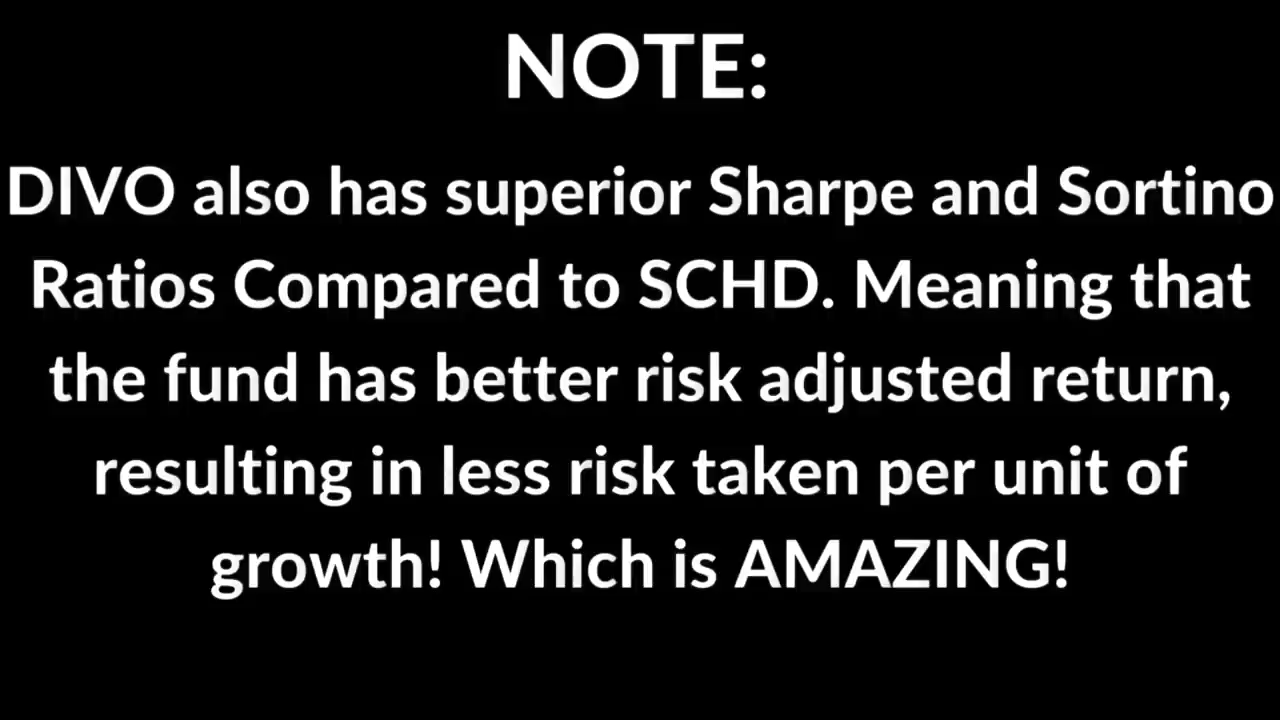 NOTE:
DIVO also has superior Sharpe and Sortino
Ratios Compared to SCHD. Meaning that
the fund has better risk adjusted return,
resulting in less risk taken per unit of
growth! Which is AMAZING!